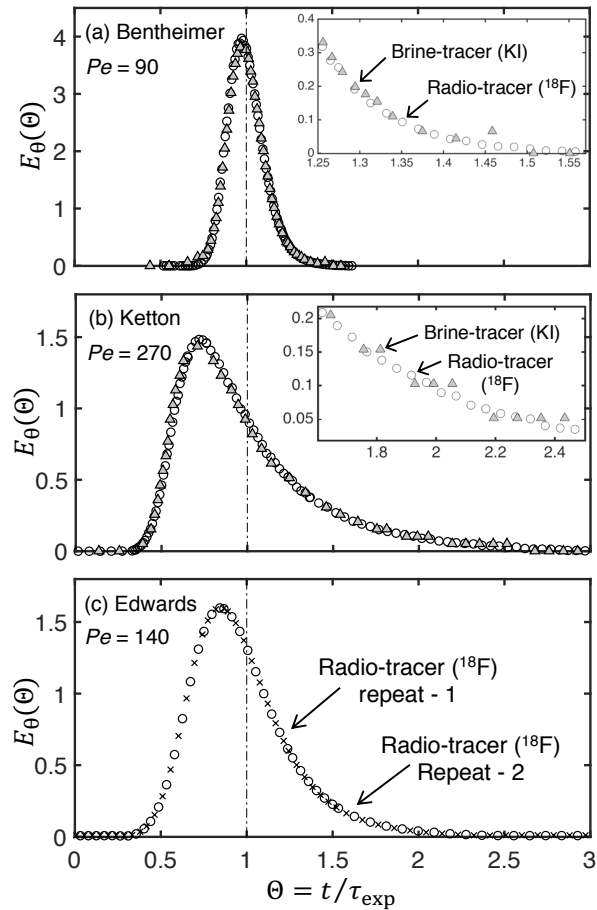 (a) Bentheimer
Pe = 90
E_θ(Θ)
4
3
2
1
0
0.4
0.3
0.2
0.1
0
1.25 1.3 1.35 1.4 1.45 1.5 1.55
Brine-tracer (KI)
Radio-tracer (¹⁸F)
(b) Ketton
Pe = 270
E_θ(Θ)
1.5
1
0.5
0
0.2
0.15
0.1
0.05
1.8 2 2.2 2.4
Brine-tracer (KI)
Radio-tracer
(¹⁸F)
(c) Edwards
Pe = 140
E_θ(Θ)
1.5
1
0.5
0
Radio-tracer (¹⁸F)
repeat - 1
Radio-tracer (¹⁸F)
Repeat - 2
0 0.5 1 1.5 2 2.5 3
Θ = t/τ_exp